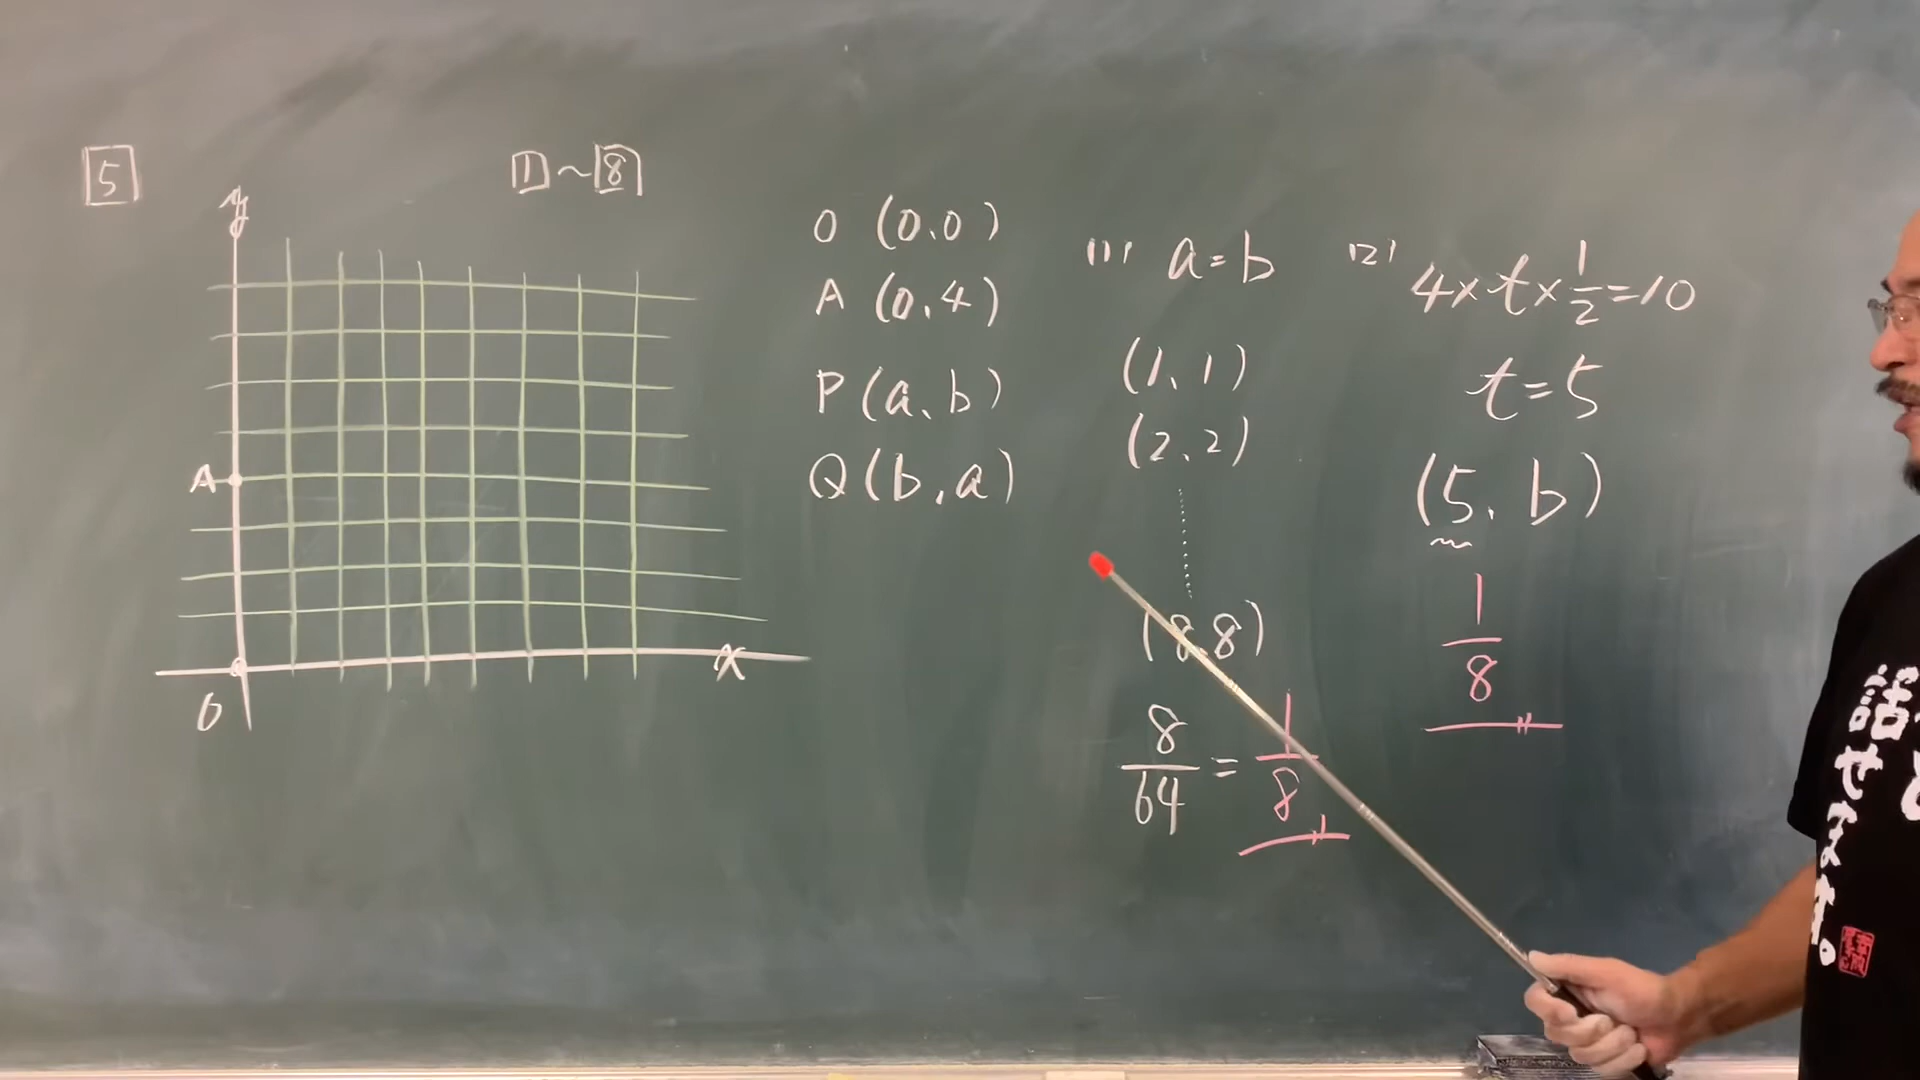 5
1~8
y
A
O
x
O (0,0)
A (0,4)
P(a,b)
Q(b,a)
(1) a=b
(1,1)
(2,2)
(8,8)
8/64 = 1/8
(2) 4×t×1/2=10
t=5
(5,b)
1/8
話せます。